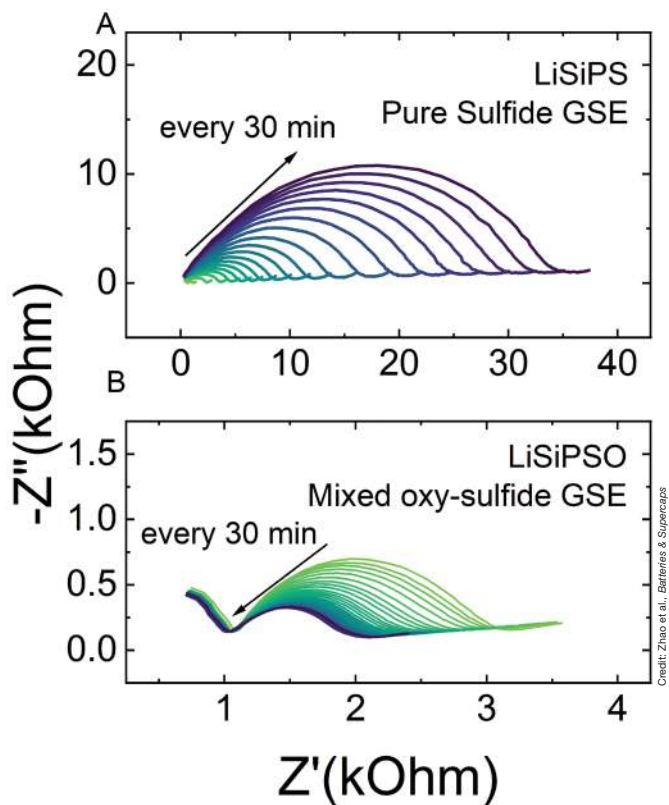 A
20
10
0
LiSiPS
Pure Sulfide GSE
every 30 min
0 10 20 30 40
B
-Z"(kOhm)
1.5
1.0
0.5
0.0
LiSiPSO
Mixed oxy-sulfide GSE
every 30 min
1 2 3 4
Z'(kOhm)
Credit: Zhao et al., Batteries & Supercaps